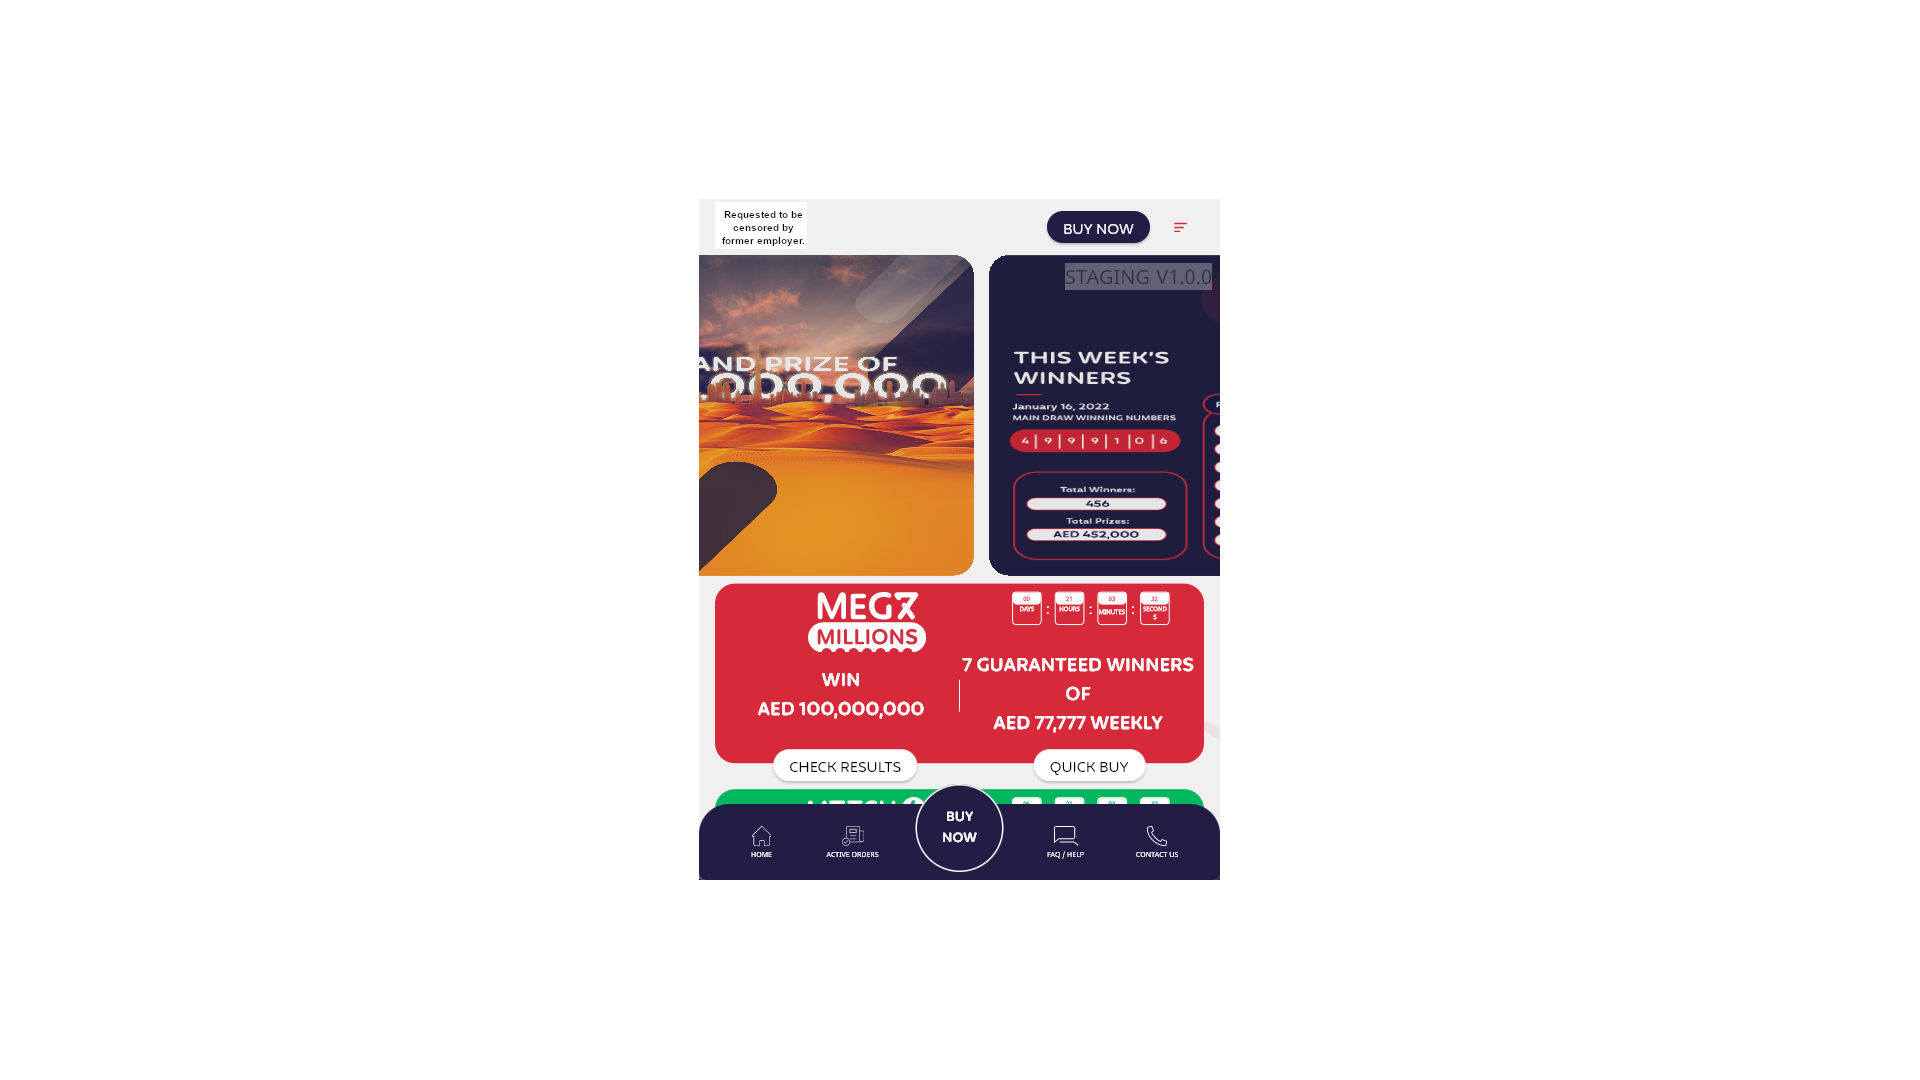 Requested to be
censored by
former employer.
BUY NOW
STAGING V1.0.0
AND PRIZE OF
,000,000
THIS WEEK'S
WINNERS
January 16, 2022
MAIN DRAW WINNING NUMBERS
4 | 9 | 9 | 9 | 1 | 0 | 6
Total Winners:
456
Total Prizes:
AED 452,000
MEG7
MILLIONS
00 : 21 : 03 : 32
DAYS HOURS MINUTES SECOND
S
WIN
AED 100,000,000
7 GUARANTEED WINNERS
OF
AED 77,777 WEEKLY
CHECK RESULTS
QUICK BUY
BUY
NOW
HOME
ACTIVE ORDERS
FAQ / HELP
CONTACT US